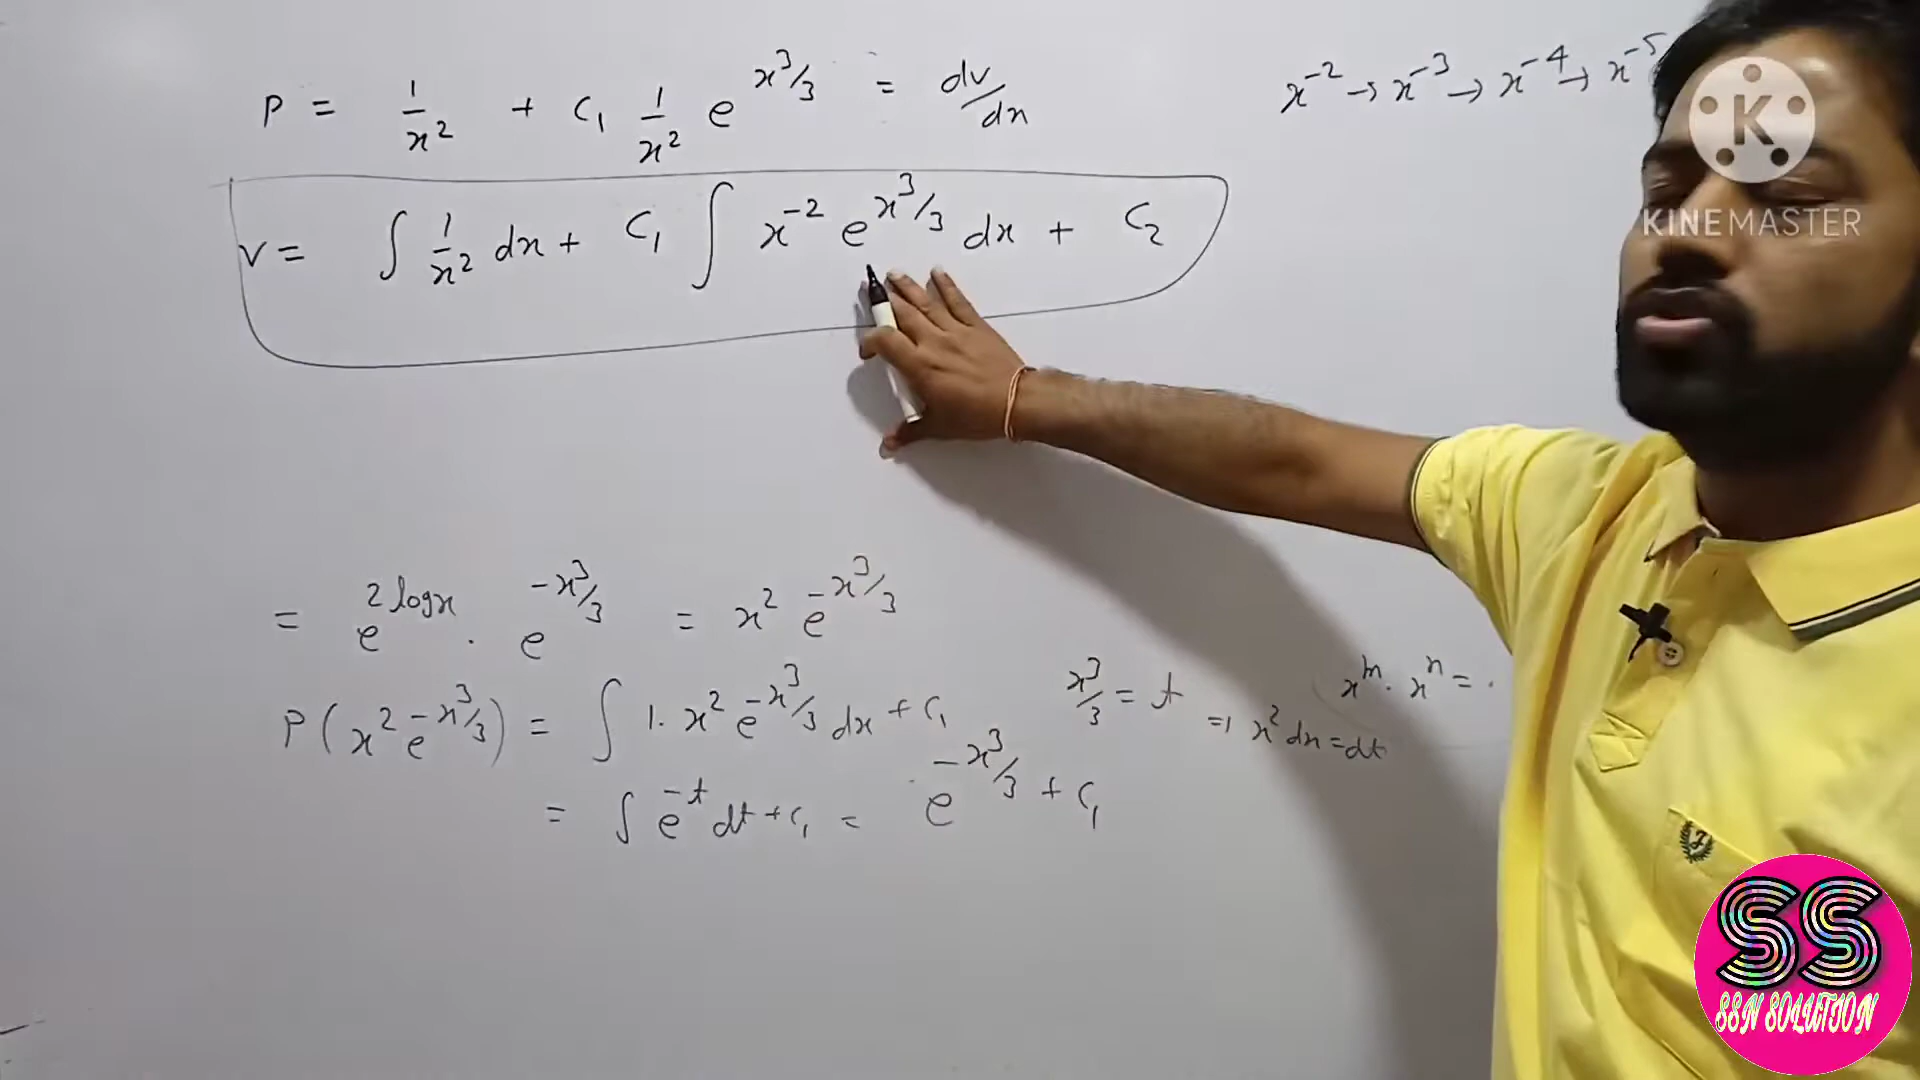 P = 1/x² + C₁ 1/x² e^(x³/3) = dv/dx
x⁻² → x⁻³ → x⁻⁴ → x⁻⁵
K
KINEMASTER
v = ∫ 1/x² dx + C₁ ∫ x⁻² e^(x³/3) dx + C₂
= e^(2 log x) · e^(-x³/3) = x² e^(-x³/3)
P(x² e^(-x³/3)) = ∫ 1. x² e^(-x³/3) dx + C₁
x³/3 = t
⇒ x² dx = dt
xᵐ. xⁿ = .
= ∫ e^(-t) dt + C₁ = e^(-x³/3) + C₁
SS
SSN SOLUTION